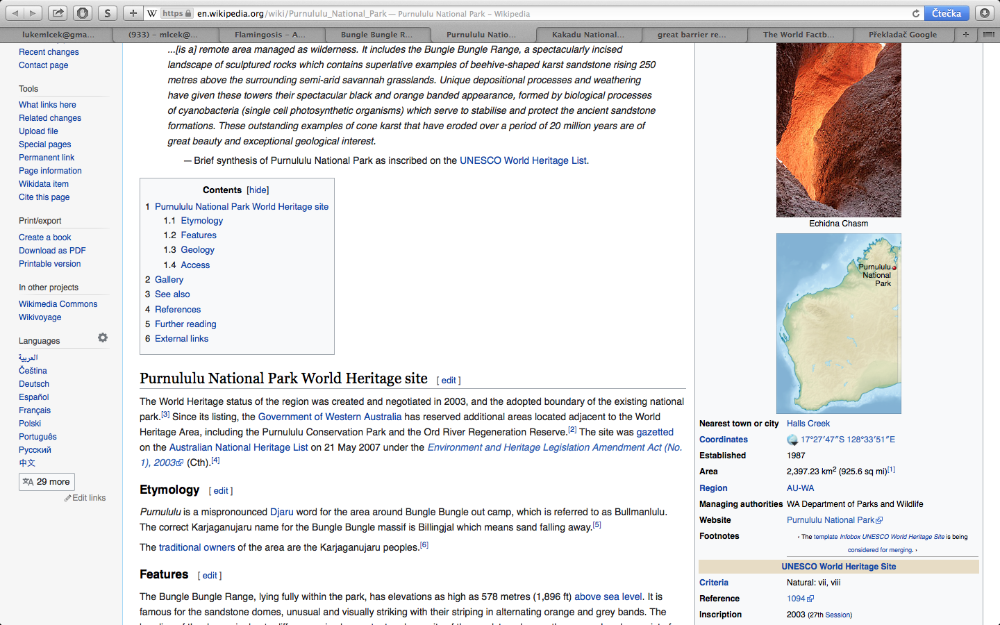 S
+
W
https
en.wikipedia.org/wiki/Purnululu_National_Park — Purnululu National Park – Wikipedia
Čtečka
lukemlcek@gma...
(933) – mlcek@...
Flamingosis – A...
Bungle Bungle R...
Purnululu Natio...
Kakadu National...
great barrier re...
The World Factb...
Překladač Google
+
Recent changes
Contact page
Tools
What links here
Related changes
Upload file
Special pages
Permanent link
Page information
Wikidata item
Cite this page
Print/export
Create a book
Download as PDF
Printable version
In other projects
Wikimedia Commons
Wikivoyage
Languages
العربية
Čeština
Deutsch
Español
Français
Polski
Português
Русский
中文
29 more
Edit links
...[is a] remote area managed as wilderness. It includes the Bungle Bungle Range, a spectacularly incised
landscape of sculptured rocks which contains superlative examples of beehive-shaped karst sandstone rising 250
metres above the surrounding semi-arid savannah grasslands. Unique depositional processes and weathering
have given these towers their spectacular black and orange banded appearance, formed by biological processes
of cyanobacteria (single cell photosynthetic organisms) which serve to stabilise and protect the ancient sandstone
formations. These outstanding examples of cone karst that have eroded over a period of 20 million years are of
great beauty and exceptional geological interest.
— Brief synthesis of Purnululu National Park as inscribed on the UNESCO World Heritage List.
Contents [hide]
1 Purnululu National Park World Heritage site
1.1 Etymology
1.2 Features
1.3 Geology
1.4 Access
2 Gallery
3 See also
4 References
5 Further reading
6 External links
Purnululu National Park World Heritage site [ edit ]
The World Heritage status of the region was created and negotiated in 2003, and the adopted boundary of the existing national
park.[3] Since its listing, the Government of Western Australia has reserved additional areas located adjacent to the World
Heritage Area, including the Purnululu Conservation Park and the Ord River Regeneration Reserve.[2] The site was gazetted
on the Australian National Heritage List on 21 May 2007 under the Environment and Heritage Legislation Amendment Act (No.
1), 2003 (Cth).[4]
Etymology [ edit ]
Purnululu is a mispronounced Djaru word for the area around Bungle Bungle out camp, which is referred to as Bullmanlulu.
The correct Karjaganujaru name for the Bungle Bungle massif is Billingjal which means sand falling away.[5]
The traditional owners of the area are the Karjaganujaru peoples.[6]
Features [ edit ]
The Bungle Bungle Range, lying fully within the park, has elevations as high as 578 metres (1,896 ft) above sea level. It is
famous for the sandstone domes, unusual and visually striking with their striping in alternating orange and grey bands. The
Echidna Chasm
Purnululu
National
Park
Nearest town or city Halls Creek
Coordinates 17°27′47″S 128°33′51″E
Established 1987
Area 2,397.23 km2 (925.6 sq mi)[1]
Region AU-WA
Managing authorities WA Department of Parks and Wildlife
Website Purnululu National Park
Footnotes ‹ The template Infobox UNESCO World Heritage Site is being
considered for merging. ›
UNESCO World Heritage Site
Criteria Natural: vii, viii
Reference 1094
Inscription 2003 (27th Session)